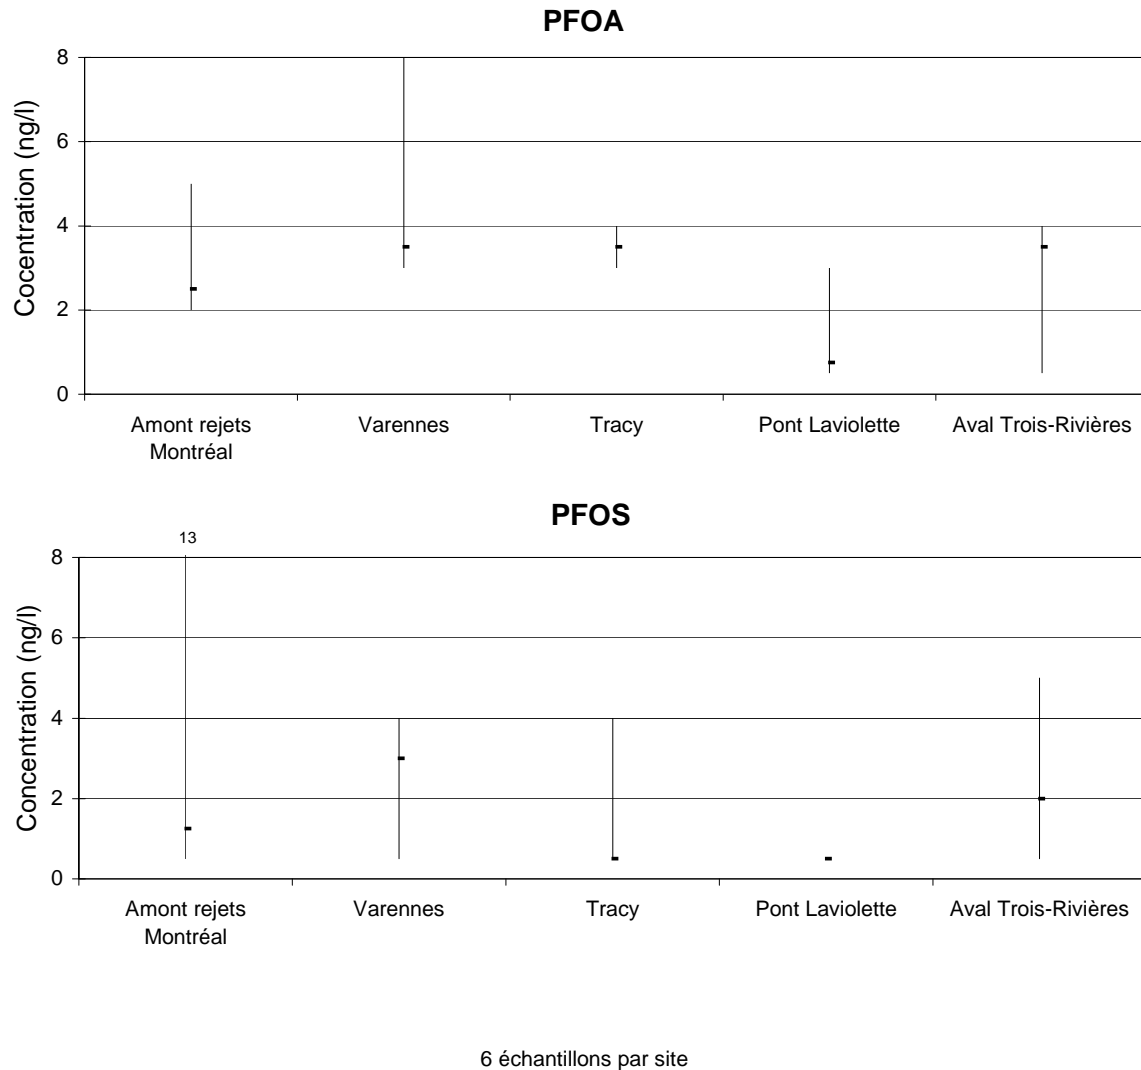 PFOA
Cocentration (ng/l)
8
6
4
2
0
Amont rejets
Montréal
Varennes
Tracy
Pont Laviolette
Aval Trois-Rivières
PFOS
13
Concentration (ng/l)
8
6
4
2
0
Amont rejets
Montréal
Varennes
Tracy
Pont Laviolette
Aval Trois-Rivières
6 échantillons par site